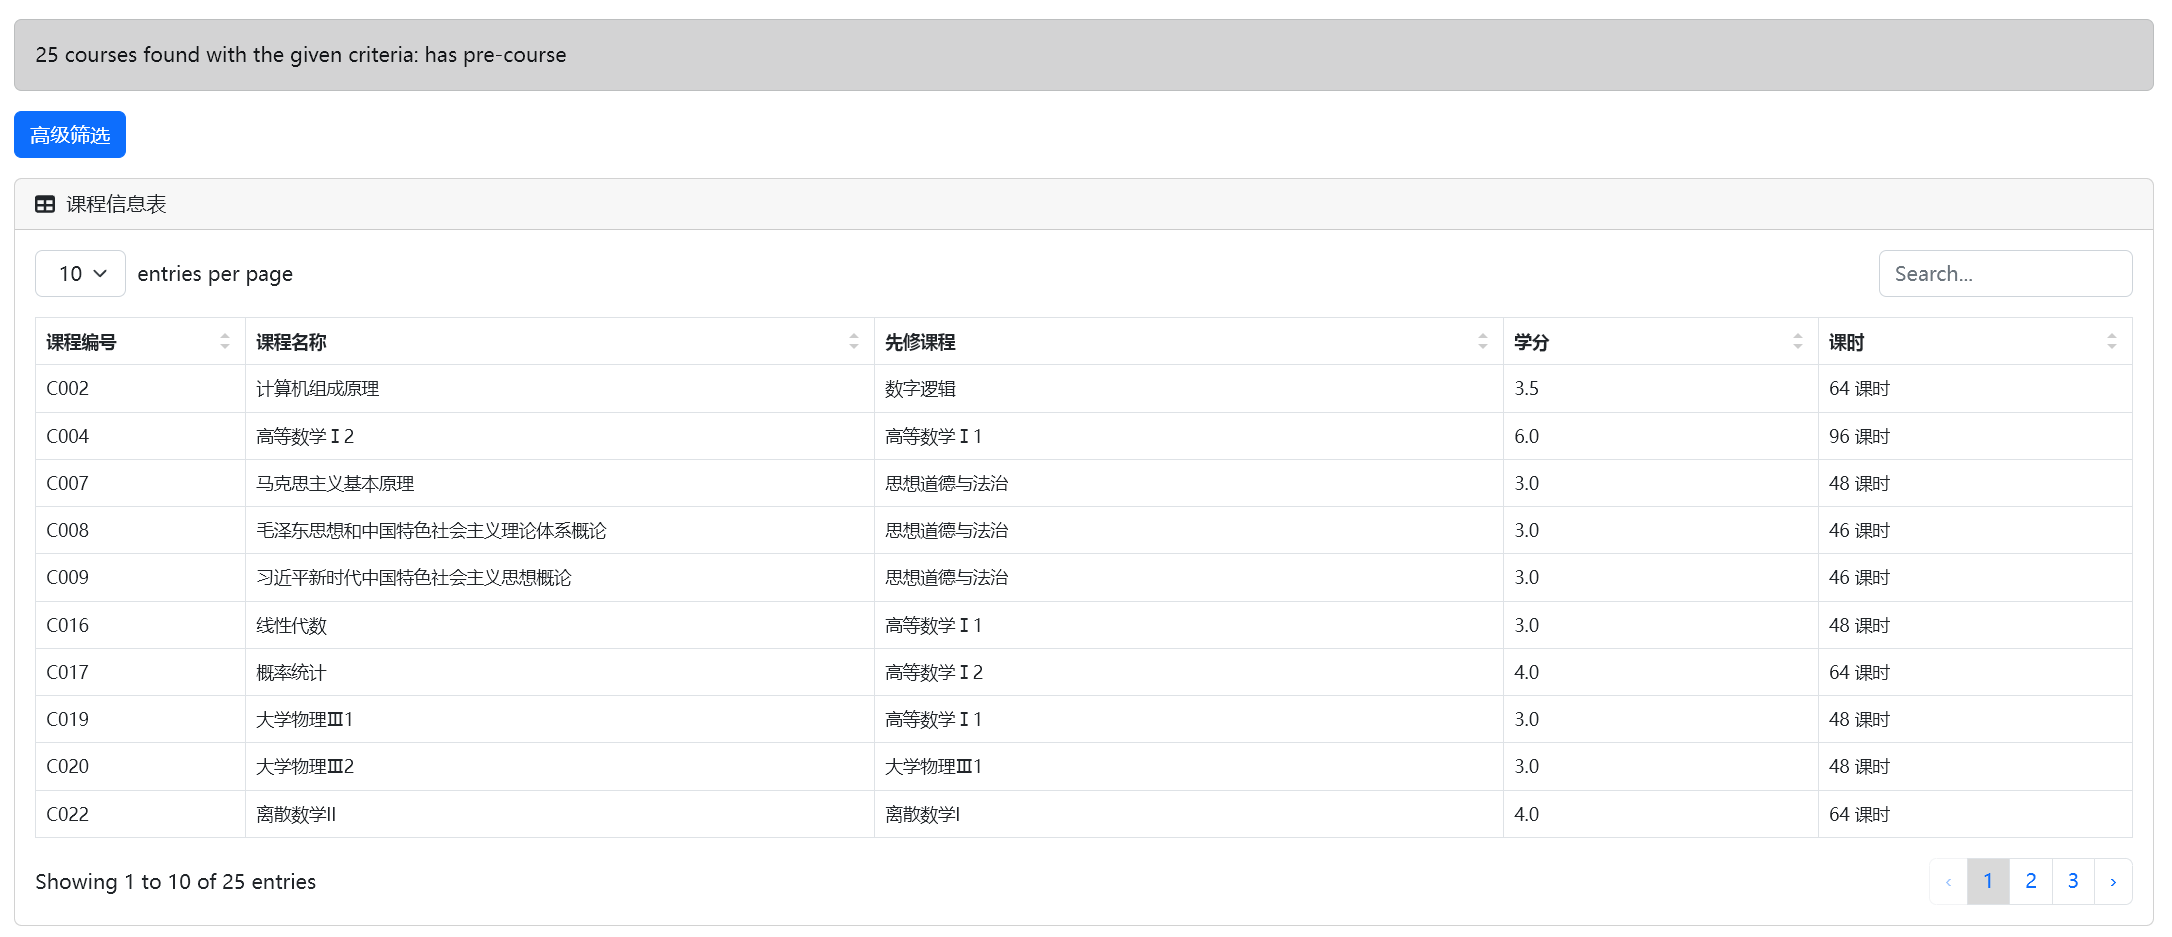 25 courses found with the given criteria: has pre-course
高级筛选
课程信息表
10 entries per page Search...
课程编号 课程名称 先修课程 学分 课时
C002 计算机组成原理 数字逻辑 3.5 64 课时
C004 高等数学Ⅰ2 高等数学Ⅰ1 6.0 96 课时
C007 马克思主义基本原理 思想道德与法治 3.0 48 课时
C008 毛泽东思想和中国特色社会主义理论体系概论 思想道德与法治 3.0 46 课时
C009 习近平新时代中国特色社会主义思想概论 思想道德与法治 3.0 46 课时
C016 线性代数 高等数学Ⅰ1 3.0 48 课时
C017 概率统计 高等数学Ⅰ2 4.0 64 课时
C019 大学物理Ⅲ1 高等数学Ⅰ1 3.0 48 课时
C020 大学物理Ⅲ2 大学物理Ⅲ1 3.0 48 课时
C022 离散数学II 离散数学I 4.0 64 课时
Showing 1 to 10 of 25 entries ‹ 1 2 3 ›